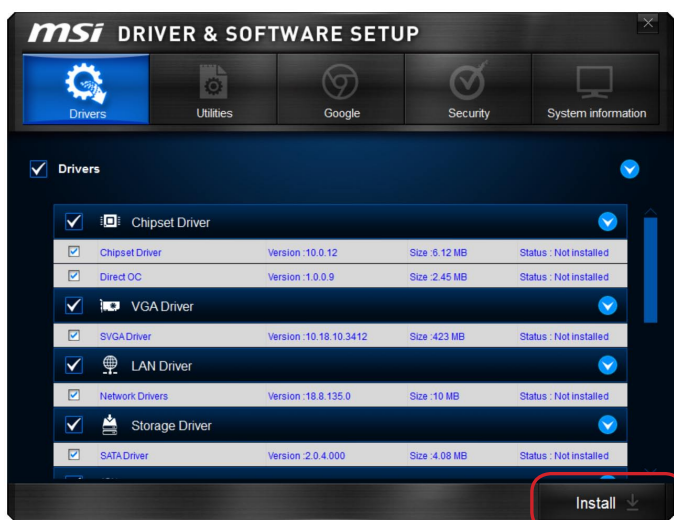 msi DRIVER & SOFTWARE SETUP
Drivers Utilities Google Security System information
Drivers
Chipset Driver
Chipset Driver Version :10.0.12 Size :6.12 MB Status : Not installed
Direct OC Version :1.0.0.9 Size :2.45 MB Status : Not installed
VGA Driver
SVGA Driver Version :10.18.10.3412 Size :423 MB Status : Not installed
LAN Driver
Network Drivers Version :18.8.135.0 Size :10 MB Status : Not installed
Storage Driver
SATA Driver Version :2.0.4.000 Size :4.08 MB Status : Not installed
Install